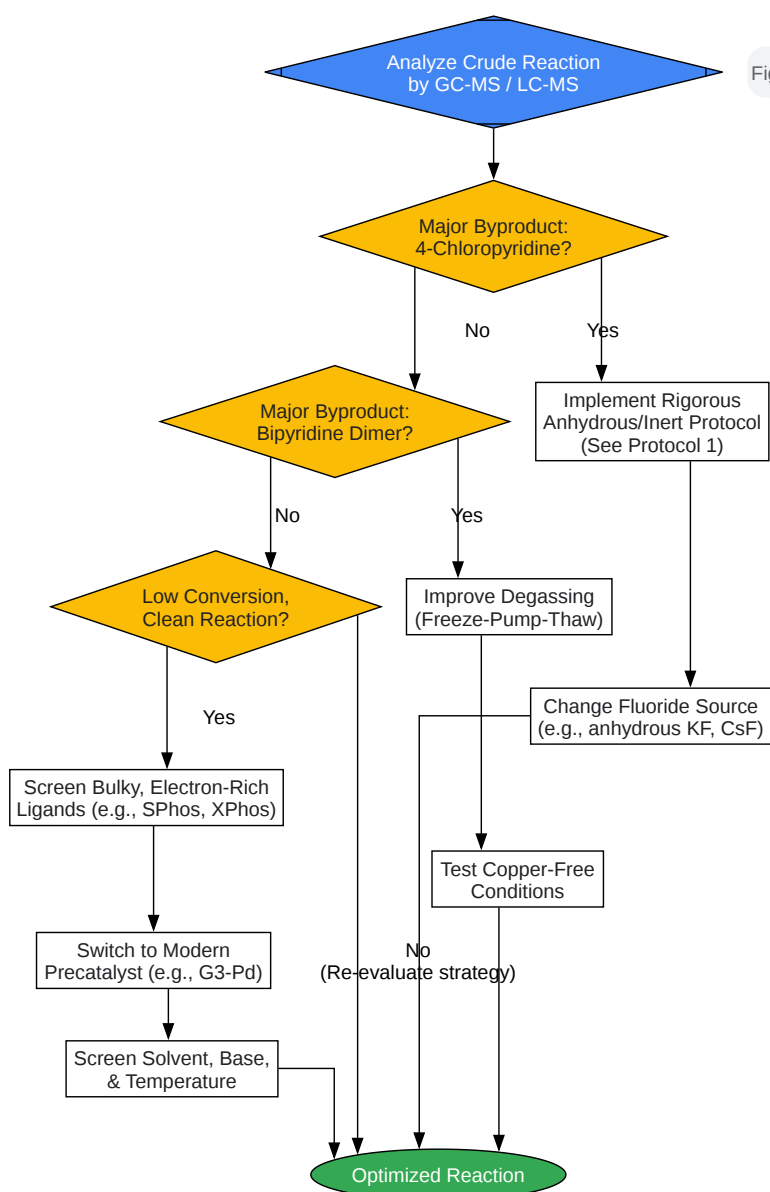 Analyze Crude Reaction
by GC-MS / LC-MS
Major Byproduct:
4-Chloropyridine?
No
Yes
Major Byproduct:
Bipyridine Dimer?
Implement Rigorous
Anhydrous/Inert Protocol
(See Protocol 1)
No
Yes
Low Conversion,
Clean Reaction?
Improve Degassing
(Freeze-Pump-Thaw)
Yes
Change Fluoride Source
(e.g., anhydrous KF, CsF)
Screen Bulky, Electron-Rich
Ligands (e.g., SPhos, XPhos)
Test Copper-Free
Conditions
Switch to Modern
Precatalyst (e.g., G3-Pd)
No
(Re-evaluate strategy)
Screen Solvent, Base,
& Temperature
Optimized Reaction